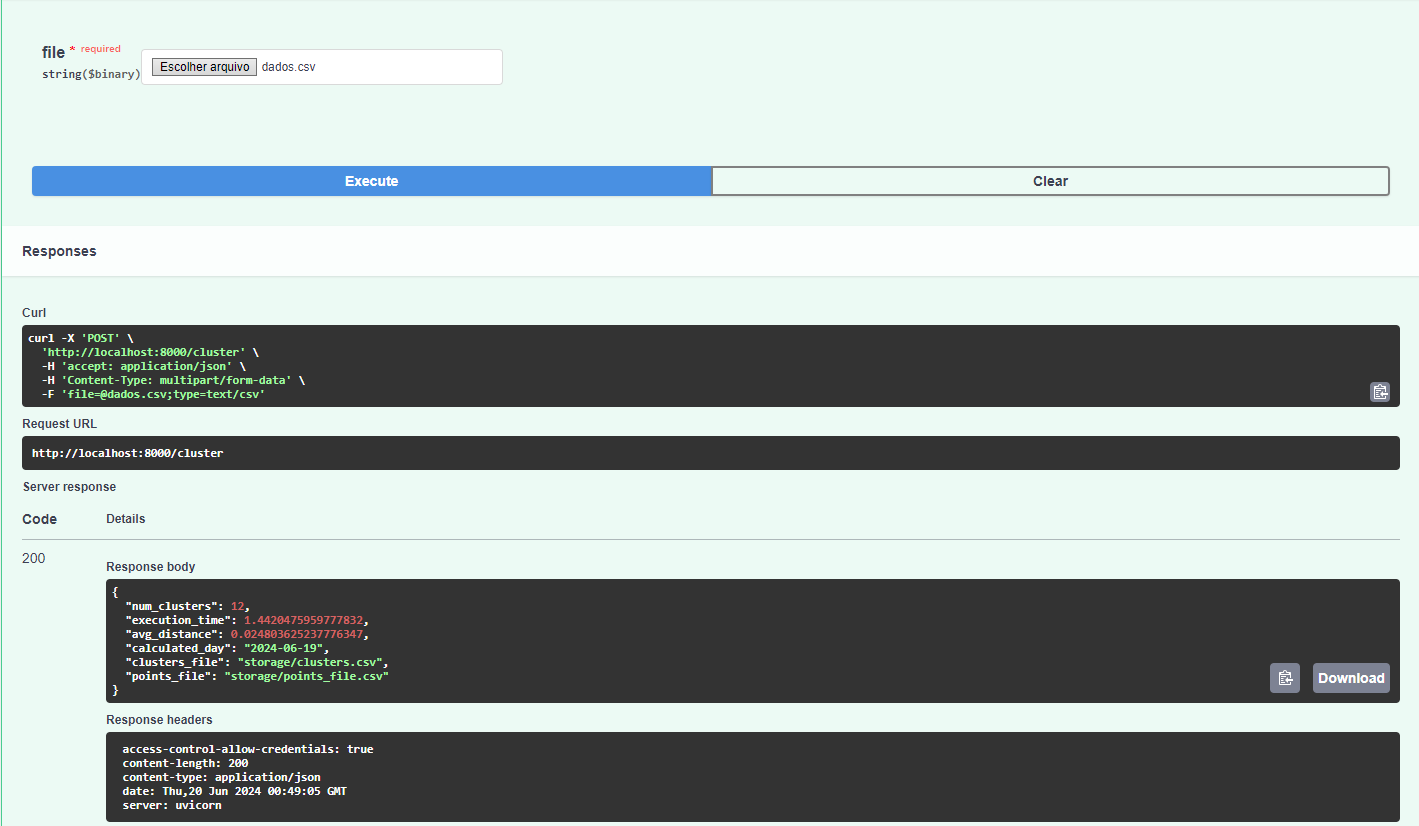 file * required
string($binary)
Escolher arquivo dados.csv
Execute
Clear
Responses
Curl
curl -X 'POST' \
  'http://localhost:8000/cluster' \
  -H 'accept: application/json' \
  -H 'Content-Type: multipart/form-data' \
  -F 'file=@dados.csv;type=text/csv'
Request URL
http://localhost:8000/cluster
Server response
Code Details
200
Response body
{
  "num_clusters": 12,
  "execution_time": 1.4420475959777832,
  "avg_distance": 0.024803625237776347,
  "calculated_day": "2024-06-19",
  "clusters_file": "storage/clusters.csv",
  "points_file": "storage/points_file.csv"
}
Download
Response headers
access-control-allow-credentials: true
content-length: 200
content-type: application/json
date: Thu,20 Jun 2024 00:49:05 GMT
server: uvicorn